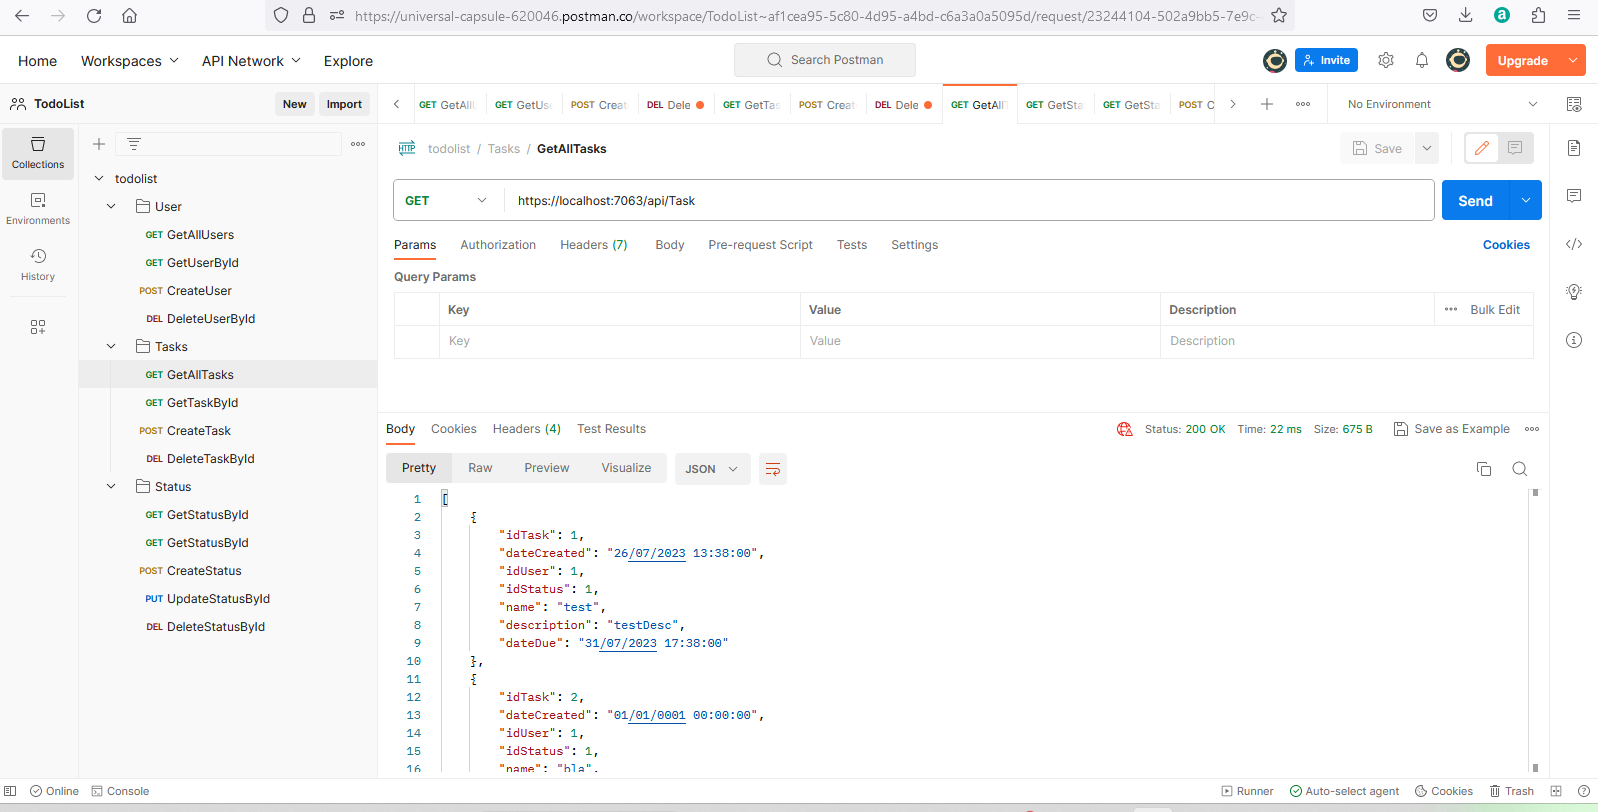 https://universal-capsule-620046.postman.co/workspace/TodoList~af1cea95-5c80-4d95-a4bd-c6a3a0a5095d/request/23244104-502a9bb5-7e9c-
Home Workspaces API Network Explore Search Postman Invite Upgrade
TodoList New Import GET GetAllU GET GetUse POST Creat DEL Dele GET GetTas POST Creat DEL Dele GET GetAllT GET GetSta GET GetSta POST C No Environment
Collections
Environments
History
todolist
User
GET GetAllUsers
GET GetUserById
POST CreateUser
DEL DeleteUserById
Tasks
GET GetAllTasks
GET GetTaskById
POST CreateTask
DEL DeleteTaskById
Status
GET GetStatusById
GET GetStatusById
POST CreateStatus
PUT UpdateStatusById
DEL DeleteStatusById
HTTP todolist / Tasks / GetAllTasks Save
GET https://localhost:7063/api/Task Send
Params Authorization Headers (7) Body Pre-request Script Tests Settings Cookies
Query Params
Key Value Description Bulk Edit
Key Value Description
Body Cookies Headers (4) Test Results Status: 200 OK Time: 22 ms Size: 675 B Save as Example
Pretty Raw Preview Visualize JSON
1 [
2 {
3 "idTask": 1,
4 "dateCreated": "26/07/2023 13:38:00",
5 "idUser": 1,
6 "idStatus": 1,
7 "name": "test",
8 "description": "testDesc",
9 "dateDue": "31/07/2023 17:38:00"
10 },
11 {
12 "idTask": 2,
13 "dateCreated": "01/01/0001 00:00:00",
14 "idUser": 1,
15 "idStatus": 1,
16 "name": "bla",
Online Console Runner Auto-select agent Cookies Trash